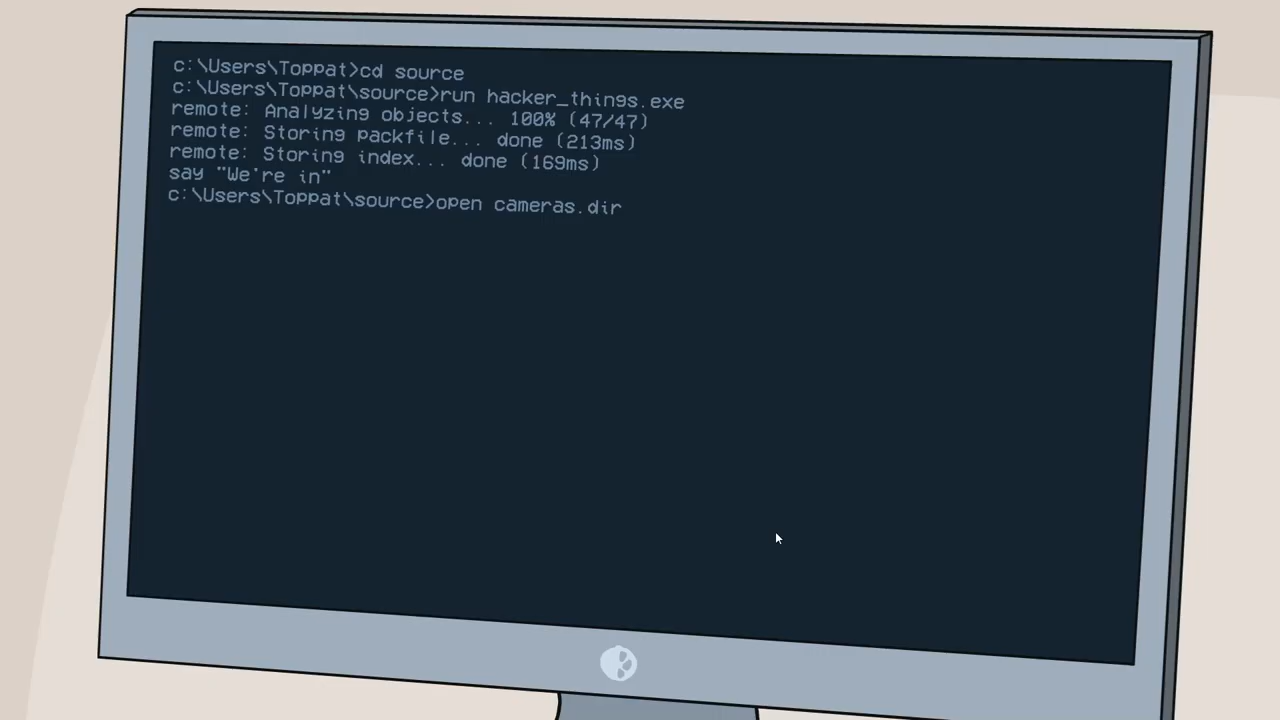 c:\Users\Toppat>cd source
c:\Users\Toppat\source>run hacker_things.exe
remote: Analyzing objects... 100% (47/47)
remote: Storing packfile... done (213ms)
remote: Storing index... done (169ms)
say "We're in"
c:\Users\Toppat\source>open cameras.dir